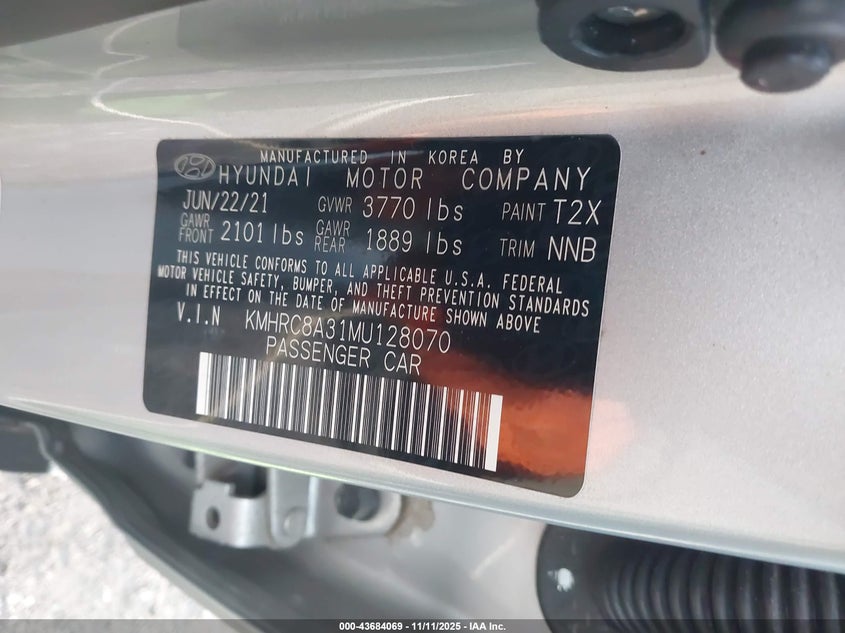 MANUFACTURED IN KOREA BY
HYUNDAI MOTOR COMPANY
JUN/22/21 GVWR 3770 lbs PAINT T2X
GAWR FRONT 2101 lbs GAWR REAR 1889 lbs TRIM NNB
THIS VEHICLE CONFORMS TO ALL APPLICABLE U.S.A. FEDERAL
MOTOR VEHICLE SAFETY, BUMPER, AND THEFT PREVENTION STANDARDS
IN EFFECT ON THE DATE OF MANUFACTURE SHOWN ABOVE
V.I.N KMHRC8A31MU128070
PASSENGER CAR
000-43684069 - 11/11/2025 - IAA Inc.